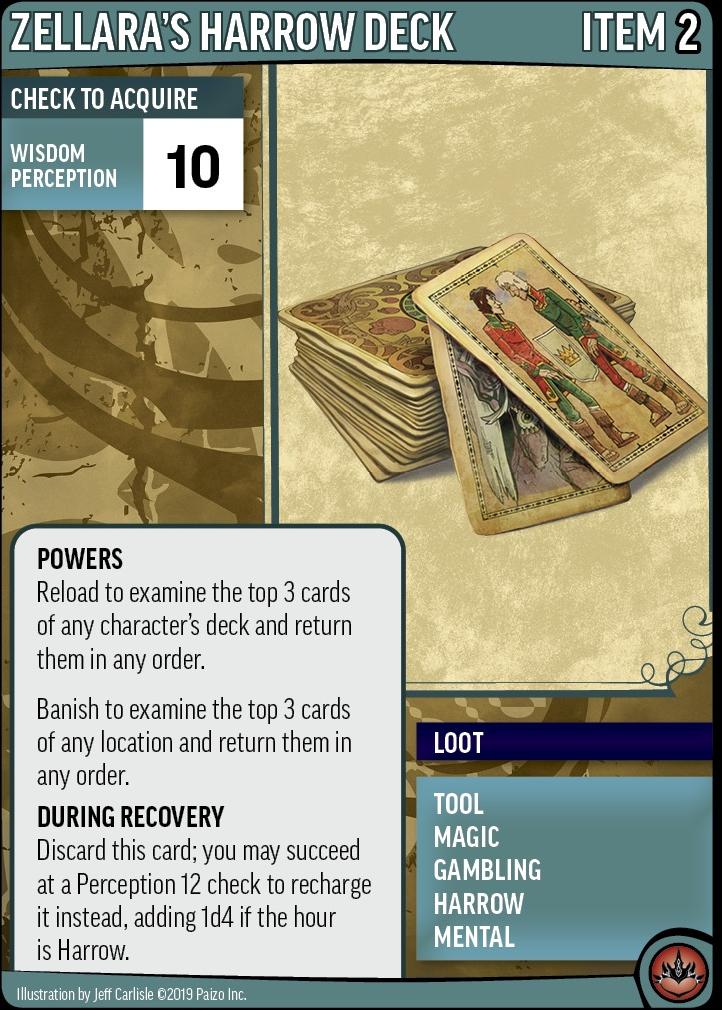 ZELLARA'S HARROW DECK
ITEM 2
CHECK TO ACQUIRE
WISDOM
PERCEPTION
10
POWERS
Reload to examine the top 3 cards
of any character's deck and return
them in any order.
Banish to examine the top 3 cards
of any location and return them in
any order.
DURING RECOVERY
Discard this card; you may succeed
at a Perception 12 check to recharge
it instead, adding 1d4 if the hour
is Harrow.
LOOT
TOOL
MAGIC
GAMBLING
HARROW
MENTAL
Illustration by Jeff Carlisle ©2019 Paizo Inc.